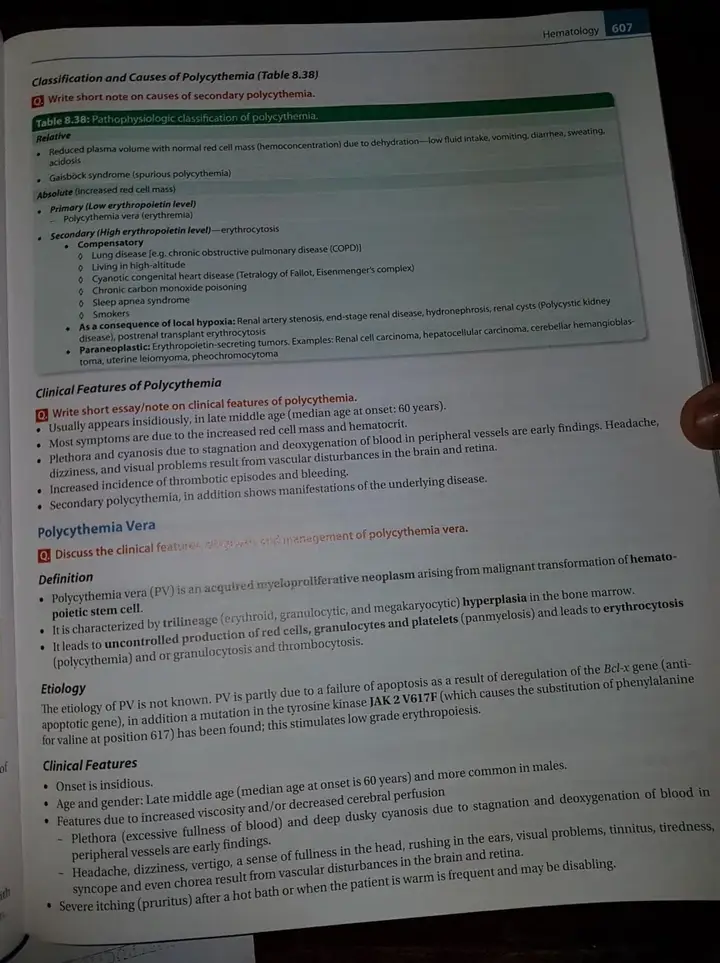 Hematology 607
Classification and Causes of Polycythemia (Table 8.38)
Q. Write short note on causes of secondary polycythemia.
Table 8.38: Pathophysiologic classification of polycythemia.
Relative
• Reduced plasma volume with normal red cell mass (hemoconcentration) due to dehydration—low fluid intake, vomiting, diarrhea, sweating,
acidosis
• Gaisböck syndrome (spurious polycythemia)
Absolute (Increased red cell mass)
• Primary (Low erythropoietin level)
– Polycythemia vera (erythremia)
• Secondary (High erythropoietin level)—erythrocytosis
• Compensatory
◊ Lung disease [e.g. chronic obstructive pulmonary disease (COPD)]
◊ Living in high-altitude
◊ Cyanotic congenital heart disease (Tetralogy of Fallot, Eisenmenger's complex)
◊ Chronic carbon monoxide poisoning
◊ Sleep apnea syndrome
◊ Smokers
• As a consequence of local hypoxia: Renal artery stenosis, end-stage renal disease, hydronephrosis, renal cysts (Polycystic kidney
disease), postrenal transplant erythrocytosis
• Paraneoplastic: Erythropoietin-secreting tumors. Examples: Renal cell carcinoma, hepatocellular carcinoma, cerebellar hemangioblas-
toma, uterine leiomyoma, pheochromocytoma
Clinical Features of Polycythemia
Q. Write short essay/note on clinical features of polycythemia.
• Usually appears insidiously, in late middle age (median age at onset: 60 years).
• Most symptoms are due to the increased red cell mass and hematocrit.
• Plethora and cyanosis due to stagnation and deoxygenation of blood in peripheral vessels are early findings. Headache,
dizziness, and visual problems result from vascular disturbances in the brain and retina.
• Increased incidence of thrombotic episodes and bleeding.
• Secondary polycythemia, in addition shows manifestations of the underlying disease.
Polycythemia Vera
Q. Discuss the clinical features, and management of polycythemia vera.
Definition
• Polycythemia vera (PV) is an acquired myeloproliferative neoplasm arising from malignant transformation of hemato-
poietic stem cell.
• It is characterized by trilineage (erythroid, granulocytic, and megakaryocytic) hyperplasia in the bone marrow.
• It leads to uncontrolled production of red cells, granulocytes and platelets (panmyelosis) and leads to erythrocytosis
(polycythemia) and or granulocytosis and thrombocytosis.
Etiology
The etiology of PV is not known. PV is partly due to a failure of apoptosis as a result of deregulation of the Bcl-x gene (anti-
apoptotic gene), in addition a mutation in the tyrosine kinase JAK 2 V617F (which causes the substitution of phenylalanine
for valine at position 617) has been found; this stimulates low grade erythropoiesis.
Clinical Features
• Onset is insidious.
• Age and gender: Late middle age (median age at onset is 60 years) and more common in males.
• Features due to increased viscosity and/or decreased cerebral perfusion
– Plethora (excessive fullness of blood) and deep dusky cyanosis due to stagnation and deoxygenation of blood in
peripheral vessels are early findings.
– Headache, dizziness, vertigo, a sense of fullness in the head, rushing in the ears, visual problems, tinnitus, tiredness,
syncope and even chorea result from vascular disturbances in the brain and retina.
• Severe itching (pruritus) after a hot bath or when the patient is warm is frequent and may be disabling.
of